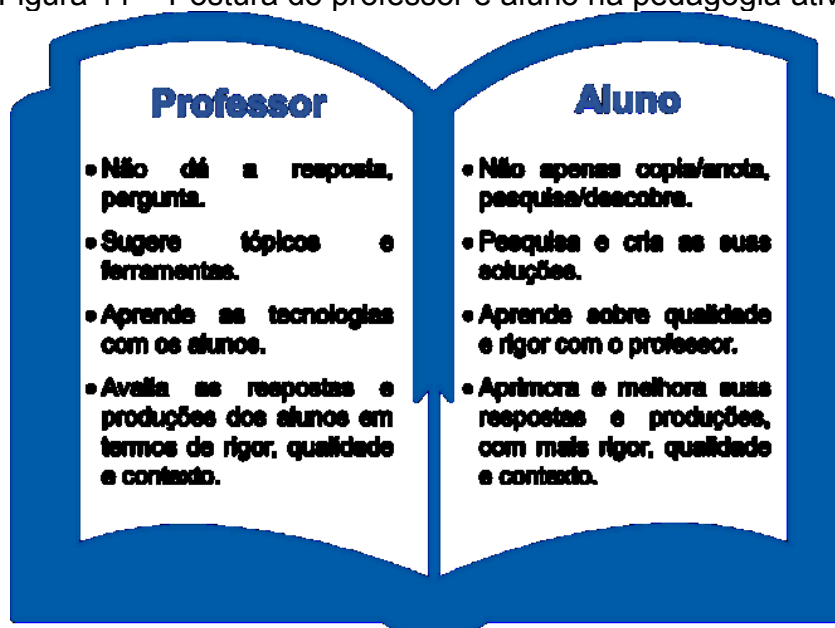 Figura 11 – Postura do professor e aluno na pedagogia ativ
Professor
• Não dá a resposta,
pergunta.
• Sugere tópicos e
ferramentas.
• Aprende as tecnologias
com os alunos.
• Avalia as respostas e
produções dos alunos em
termos de rigor, qualidade
e contexto.
Aluno
• Não apenas copia/anota,
pesquisa/descobre.
• Pesquisa e cria as suas
soluções.
• Aprende sobre qualidade
e rigor com o professor.
• Aprimora e melhora suas
respostas e produções,
com mais rigor, qualidade
e contexto.